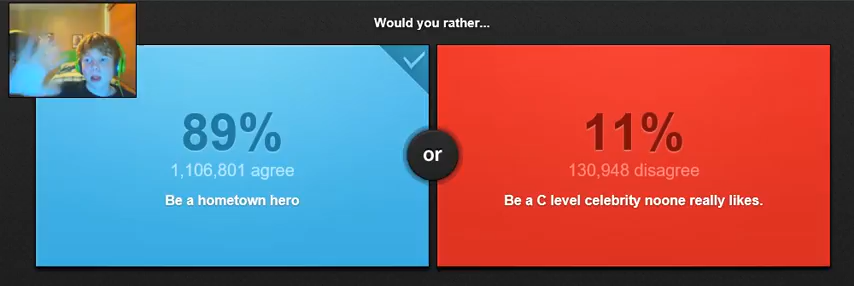 Would you rather...
89%
1,106,801 agree
Be a hometown hero
or
11%
130,948 disagree
Be a C level celebrity noone really likes.